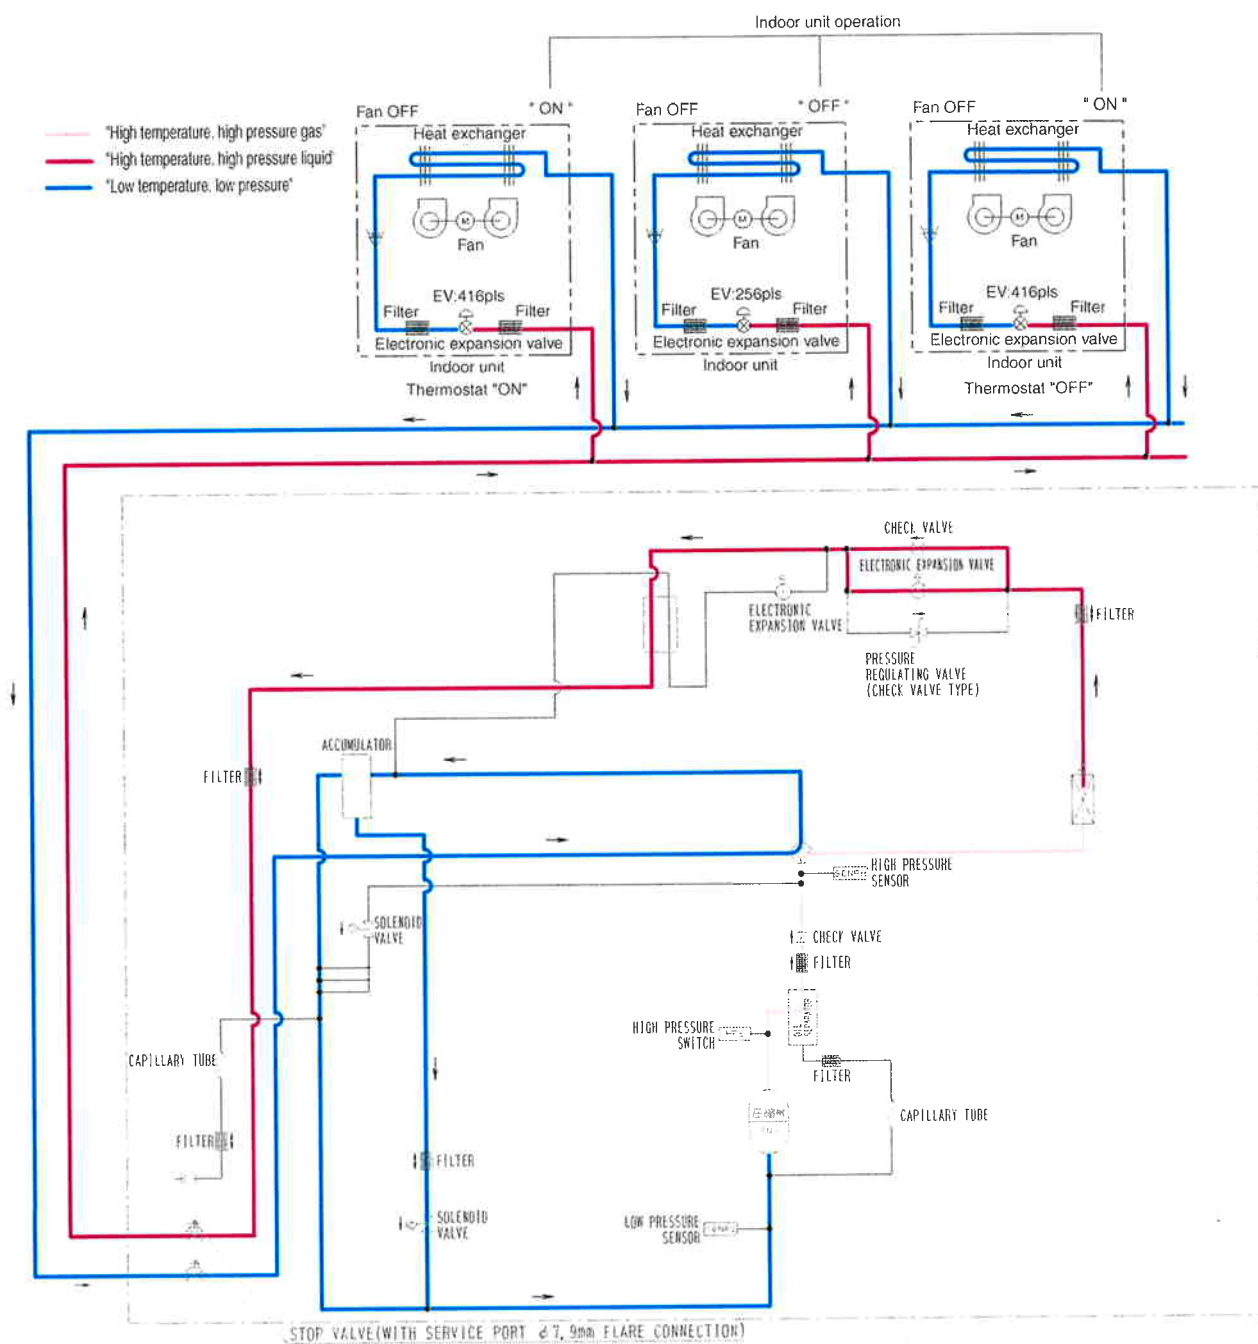 Indoor unit operation
Fan OFF
" ON "
" OFF "
Fan OFF
" ON "
"High temperature, high pressure gas"
"High temperature, high pressure liquid"
"Low temperature, low pressure"
Heat exchanger
M
Fan
EV:416pls
Filter
Filter
Electronic expansion valve
Indoor unit
Thermostat "ON"
Fan OFF
Heat exchanger
M
Fan
EV:256pls
Filter
Filter
Electronic expansion valve
Indoor unit
Heat exchanger
M
Fan
EV:416pls
Filter
Filter
Electronic expansion valve
Indoor unit
Thermostat "OFF"
CHECK VALVE
ELECTRONIC EXPANSION VALVE
ELECTRONIC
EXPANSION VALVE
FILTER
PRESSURE
REGULATING VALVE
(CHECK VALVE TYPE)
ACCUMULATOR
FILTER
HIGH PRESSURE
SENSOR
SOLENOID
VALVE
CHECK VALVE
FILTER
OIL
SEPARATOR
HIGH PRESSURE
SWITCH
CAPILLARY TUBE
FILTER
CAPILLARY TUBE
FILTER
FILTER
SOLENOID
VALVE
LOW PRESSURE
SENSOR
STOP VALVE(WITH SERVICE PORT φ7,9mm FLARE CONNECTION)